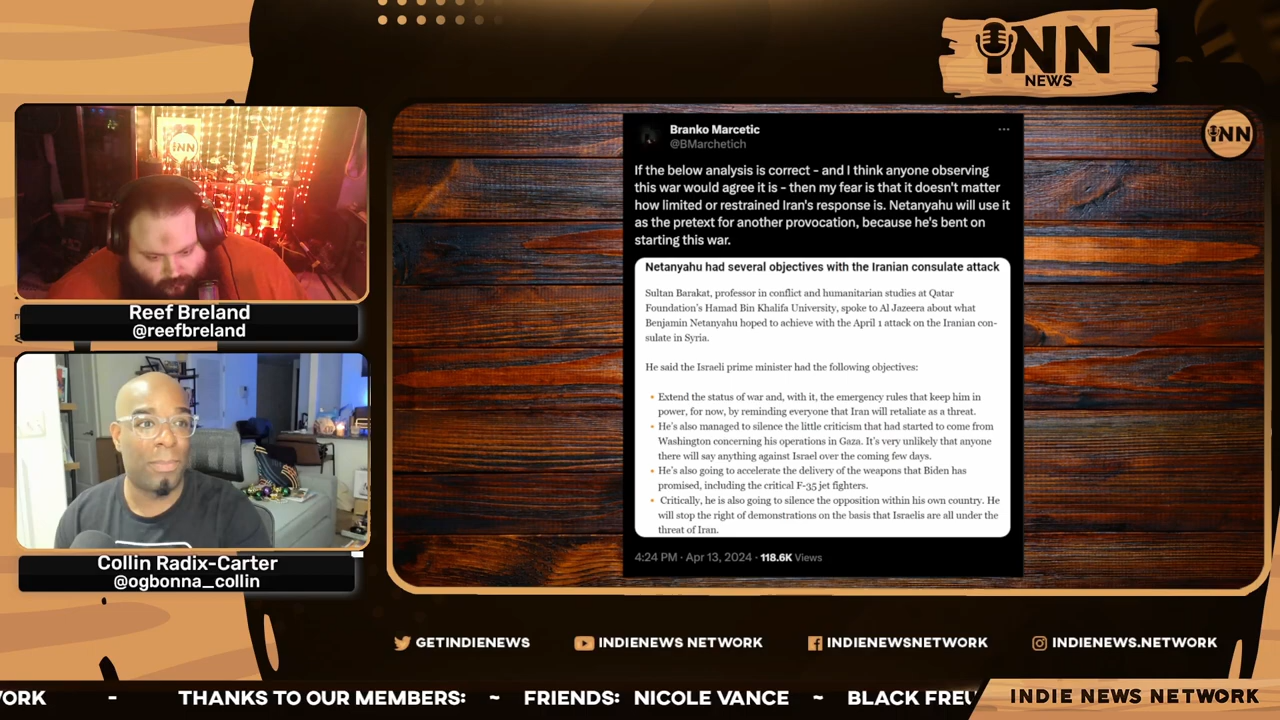 iNN
NEWS
iNN
iNN
Branko Marcetic
@BMarchetich
If the below analysis is correct - and I think anyone observing
this war would agree it is - then my fear is that it doesn't matter
how limited or restrained Iran's response is. Netanyahu will use it
as the pretext for another provocation, because he's bent on
starting this war.
Netanyahu had several objectives with the Iranian consulate attack
Sultan Barakat, professor in conflict and humanitarian studies at Qatar
Foundation's Hamad Bin Khalifa University, spoke to Al Jazeera about what
Benjamin Netanyahu hoped to achieve with the April 1 attack on the Iranian con-
sulate in Syria.
He said the Israeli prime minister had the following objectives:
• Extend the status of war and, with it, the emergency rules that keep him in
power, for now, by reminding everyone that Iran will retaliate as a threat.
• He's also managed to silence the little criticism that had started to come from
Washington concerning his operations in Gaza. It's very unlikely that anyone
there will say anything against Israel over the coming few days.
• He's also going to accelerate the delivery of the weapons that Biden has
promised, including the critical F-35 jet fighters.
• Critically, he is also going to silence the opposition within his own country. He
will stop the right of demonstrations on the basis that Israelis are all under the
threat of Iran.
4:24 PM · Apr 13, 2024 · 118.6K Views
Reef Breland
@reefbreland
Collin Radix-Carter
@ogbonna_collin
GETINDIENEWS
INDIENEWS NETWORK
INDIENEWSNETWORK
INDIENEWS.NETWORK
ORK - THANKS TO OUR MEMBERS: ~ FRIENDS: NICOLE VANCE ~ BLACK FREU
INDIE NEWS NETWORK